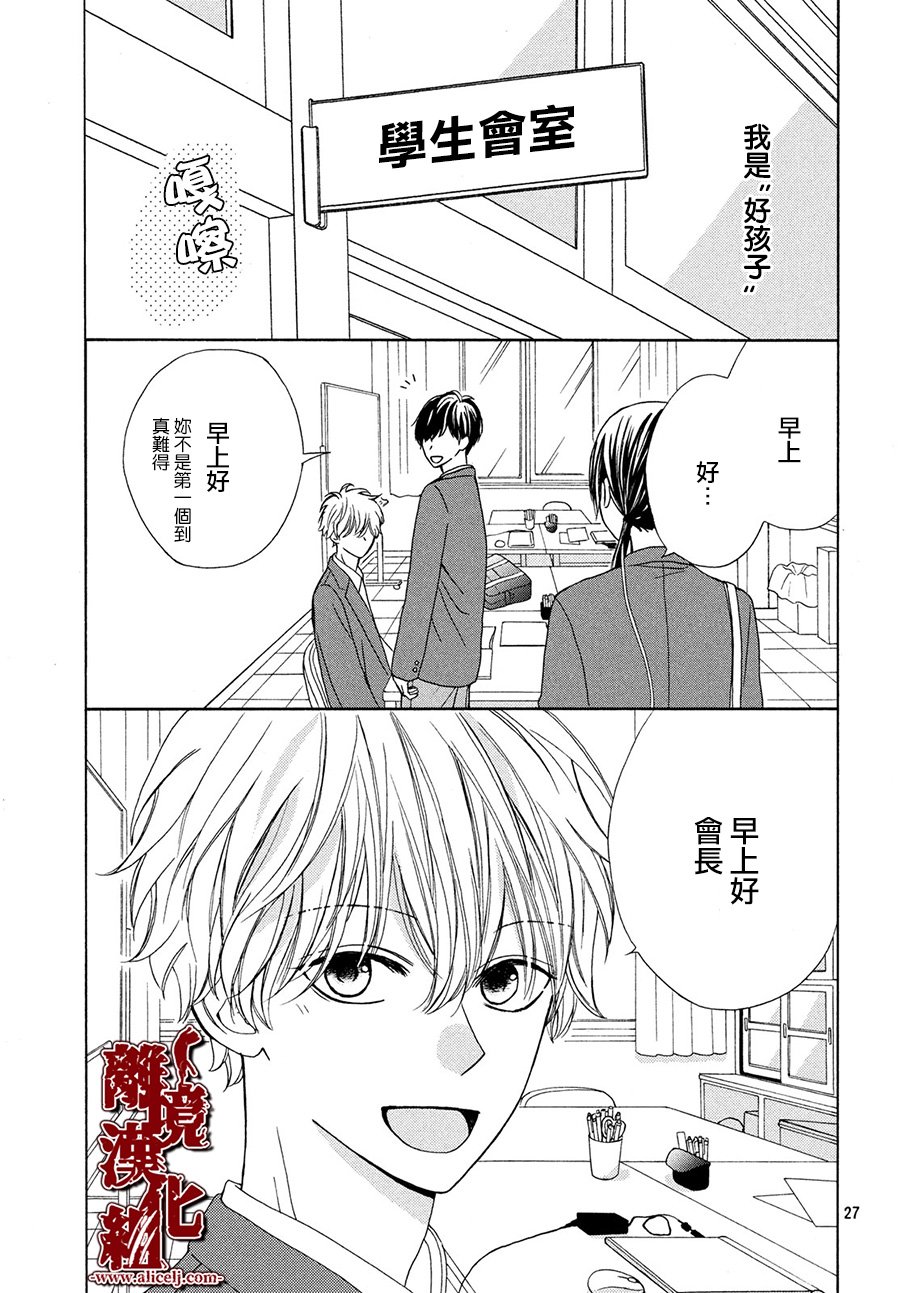 學生會室
我是"好孩子"
嘎嚓
早上
好…
早上好
妳不是第一個到
真難得
早上好
會長
離境漢化組
-www.alicelj.com-
27